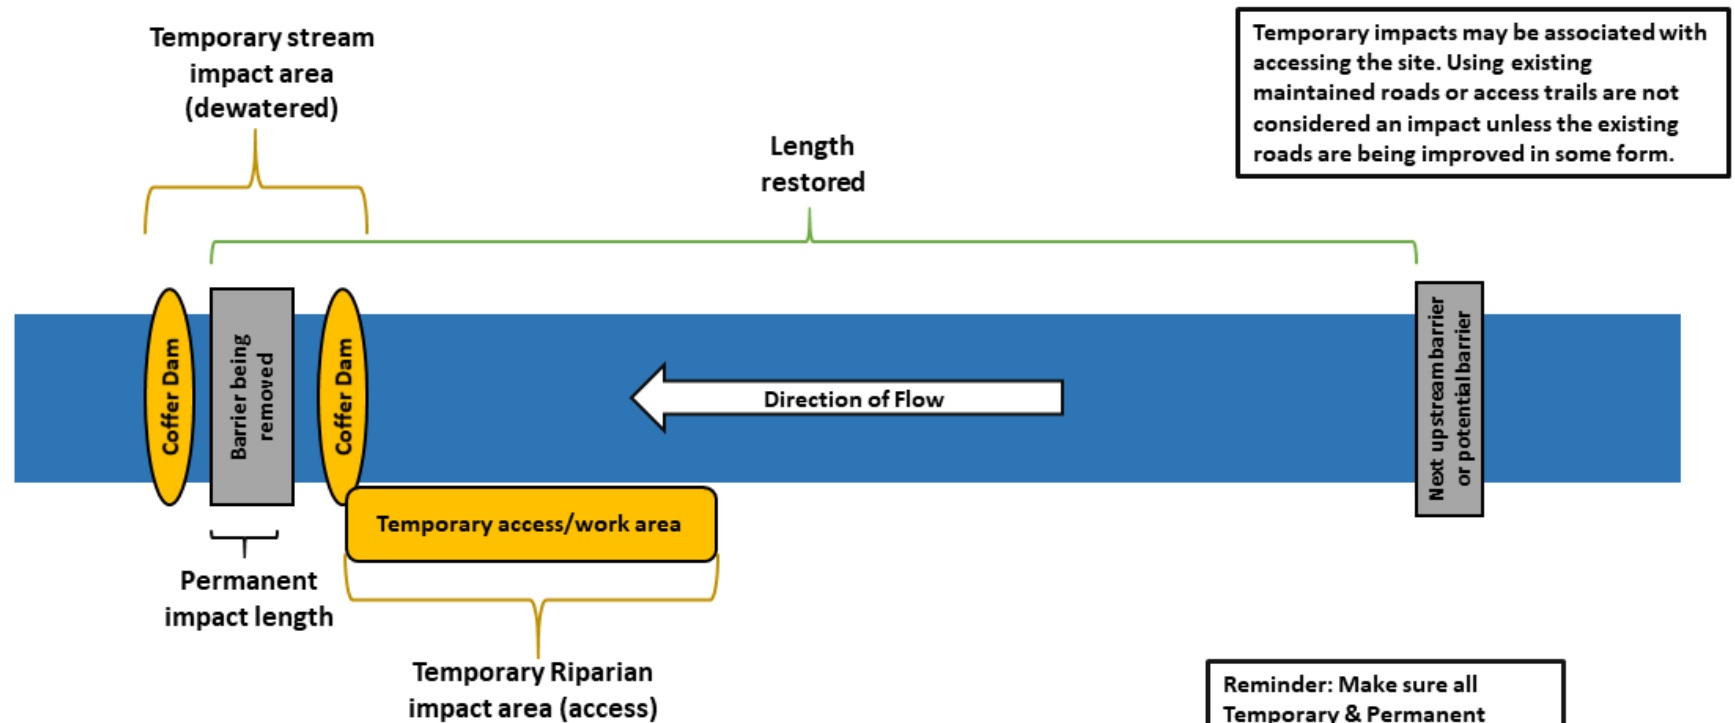 Temporary stream
impact area
(dewatered)
Temporary impacts may be associated with
accessing the site. Using existing
maintained roads or access trails are not
considered an impact unless the existing
roads are being improved in some form.
Length
restored
Coffer Dam
Barrier being
removed
Coffer Dam
Direction of Flow
Next upstream barrier
or potential barrier
Temporary access/work area
Permanent
impact length
Temporary Riparian
impact area (access)
Reminder: Make sure all
Temporary & Permanent